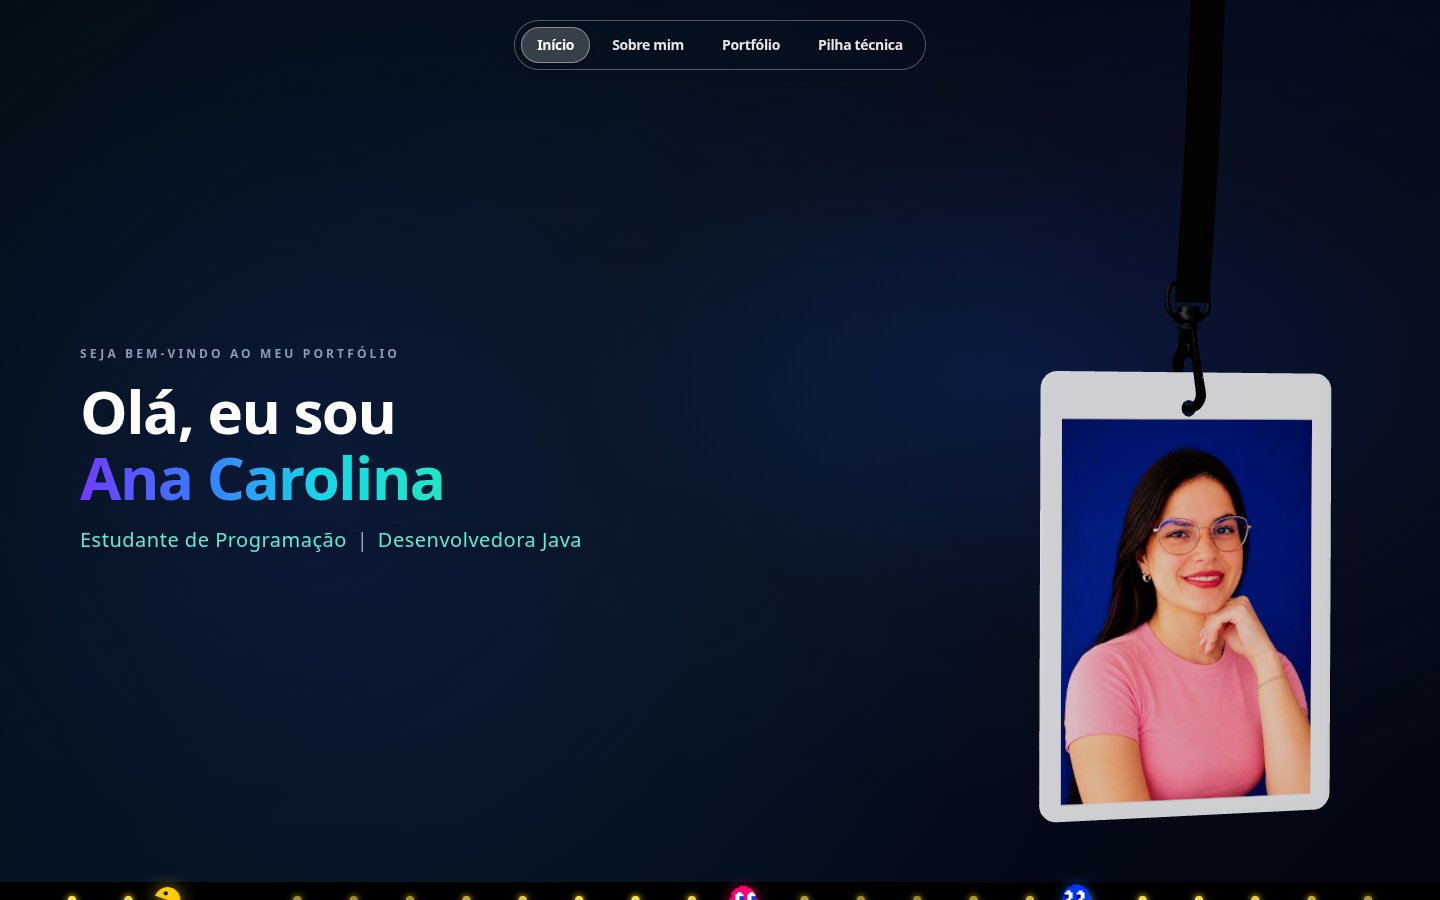 Início
Sobre mim
Portfólio
Pilha técnica
SEJA BEM-VINDO AO MEU PORTFÓLIO
Olá, eu sou
Ana Carolina
Estudante de Programação | Desenvolvedora Java